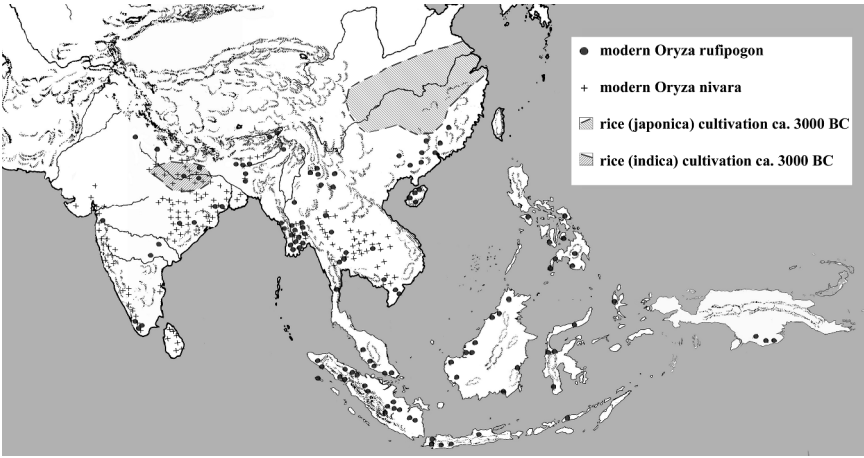 modern Oryza rufipogon
modern Oryza nivara
rice (japonica) cultivation ca. 3000 BC
rice (indica) cultivation ca. 3000 BC